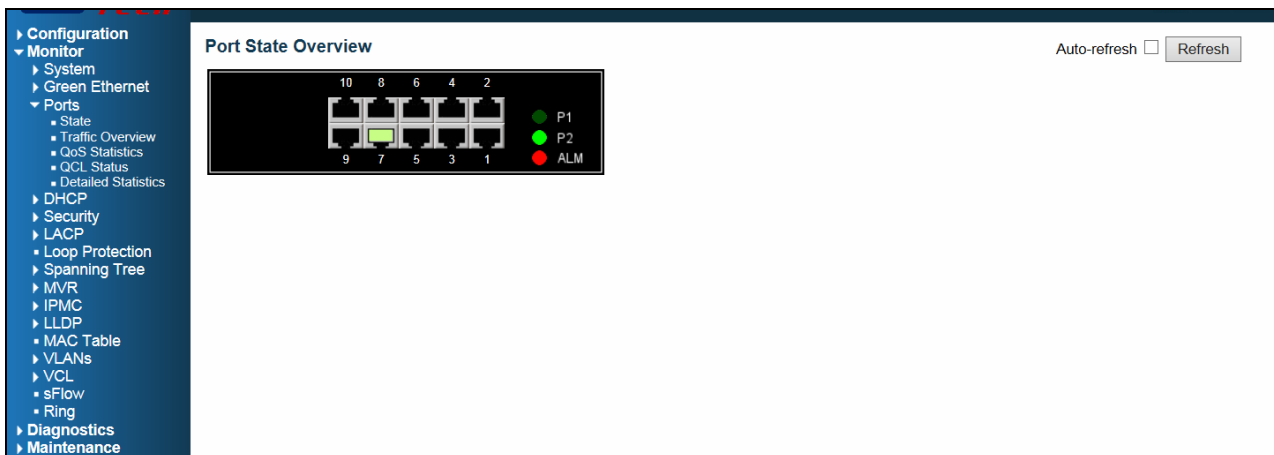 Configuration
Monitor
System
Green Ethernet
Ports
State
Traffic Overview
QoS Statistics
QCL Status
Detailed Statistics
DHCP
Security
LACP
Loop Protection
Spanning Tree
MVR
IPMC
LLDP
MAC Table
VLANs
VCL
sFlow
Ring
Diagnostics
Maintenance
Port State Overview
Auto-refresh Refresh
10 8 6 4 2
P1
P2
9 7 5 3 1 ALM